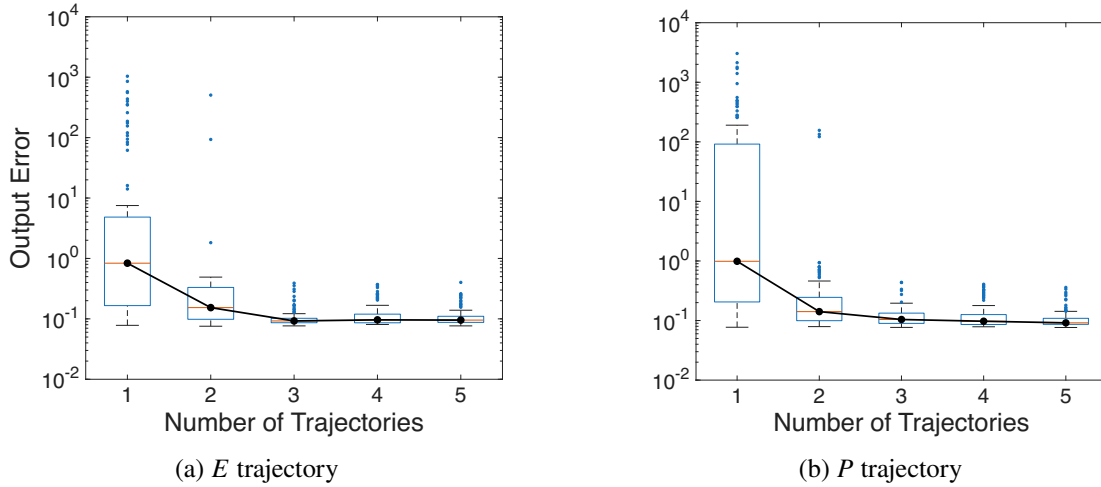 10^4
10^3
10^2
10^1
10^0
10^-1
10^-2
Output Error
1 2 3 4 5
Number of Trajectories
(a) E trajectory
10^4
10^3
10^2
10^1
10^0
10^-1
10^-2
1 2 3 4 5
Number of Trajectories
(b) P trajectory